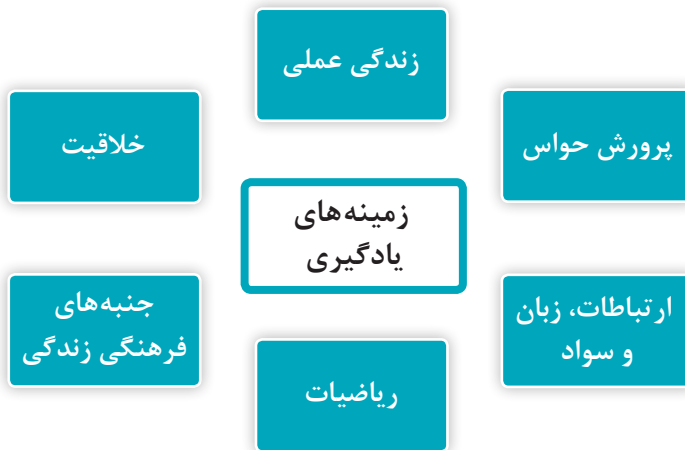 زندگی عملی
پرورش حواس
ارتباطات، زبان
و سواد
ریاضیات
جنبه‌های
فرهنگی زندگی
خلاقیت
زمینه‌های
یادگیری